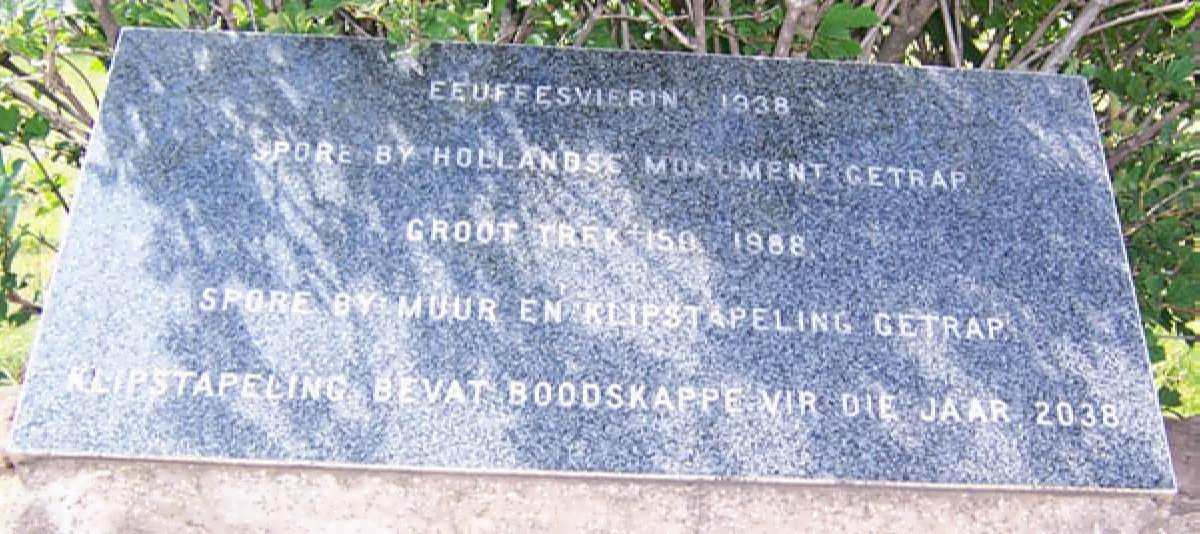 EEUFEESVIERING 1938
SPORE BY HOLLANDSE MONUMENT GETRAP
GROOT TREK 150 1988
SPORE BY MUUR EN KLIPSTAPELING GETRAP
KLIPSTAPELING BEVAT BOODSKAPPE VIR DIE JAAR 2038